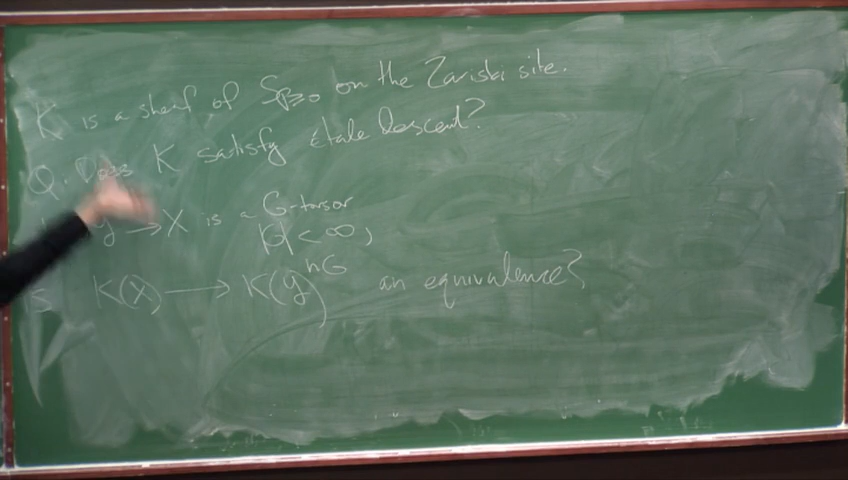 K is a sheaf of Sp≥0 on the Zariski site.
Q. Does K satisfy étale Descent?
y → X is a G-torsor
|G| < ∞,
K(X) → K(y)^hG an equivalence?